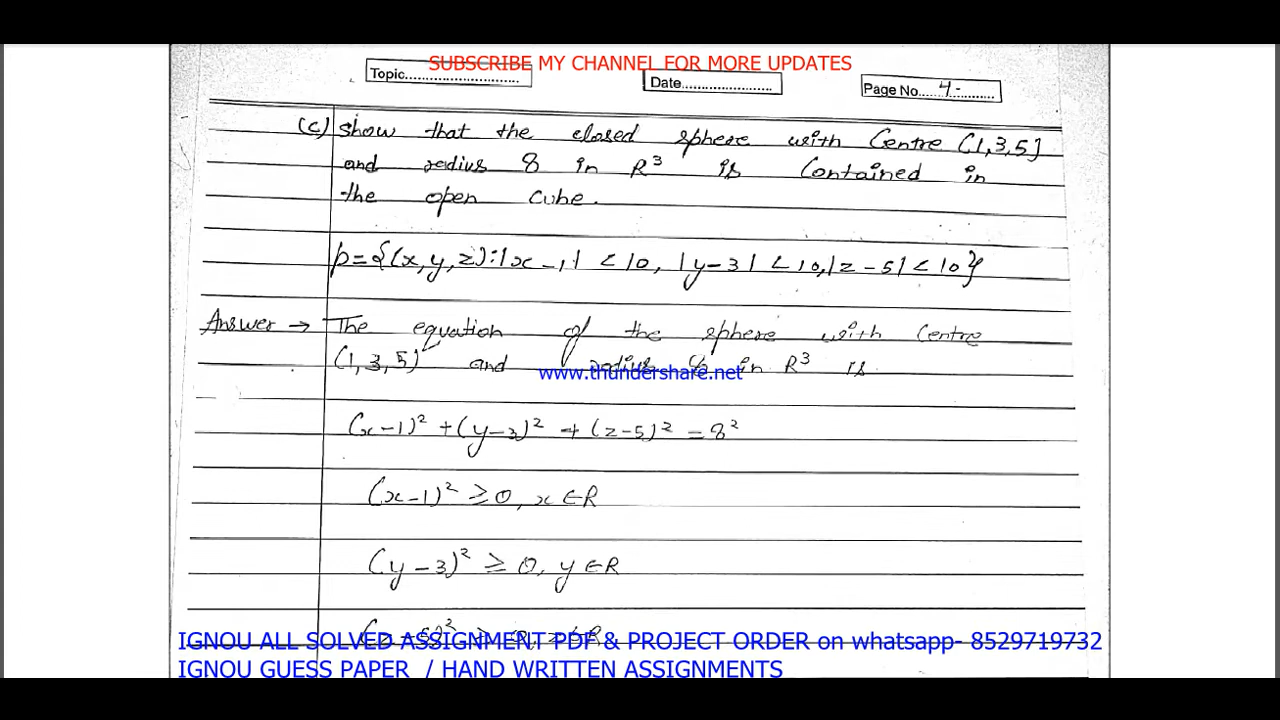 SUBSCRIBE MY CHANNEL FOR MORE UPDATES
Topic............................ Date........................ Page No....4-..........
(c) show that the closed sphere with Centre (1,3,5)
and radius 8 in R³ is Contained in
the open Cube.
p={(x,y,z):|x-1| <10, |y-3| <10,|z-5|<10}
Answer → The equation of the sphere with Centre
(1,3,5) and radius 8 in R³ is
www.thundershare.net
(x-1)² +(y-3)² + (z-5)² =8²
(x-1)² ≥0, x∈R
(y-3)² ≥ 0, y∈R
IGNOU ALL SOLVED ASSIGNMENT PDF & PROJECT ORDER on whatsapp- 8529719732
IGNOU GUESS PAPER / HAND WRITTEN ASSIGNMENTS